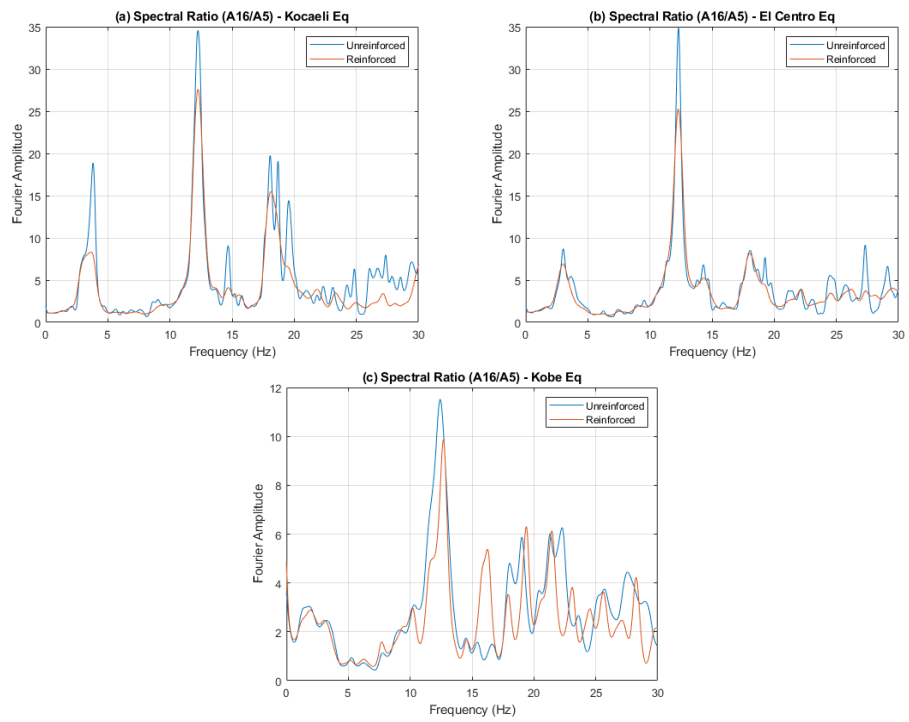 (a) Spectral Ratio (A16/A5) - Kocaeli Eq
Unreinforced
Reinforced
Fourier Amplitude
35
30
25
20
15
10
5
0
0 5 10 15 20 25 30
Frequency (Hz)
(b) Spectral Ratio (A16/A5) - El Centro Eq
Unreinforced
Reinforced
Fourier Amplitude
35
30
25
20
15
10
5
0
0 5 10 15 20 25 30
Frequency (Hz)
(c) Spectral Ratio (A16/A5) - Kobe Eq
Unreinforced
Reinforced
Fourier Amplitude
12
10
8
6
4
2
0
0 5 10 15 20 25 30
Frequency (Hz)